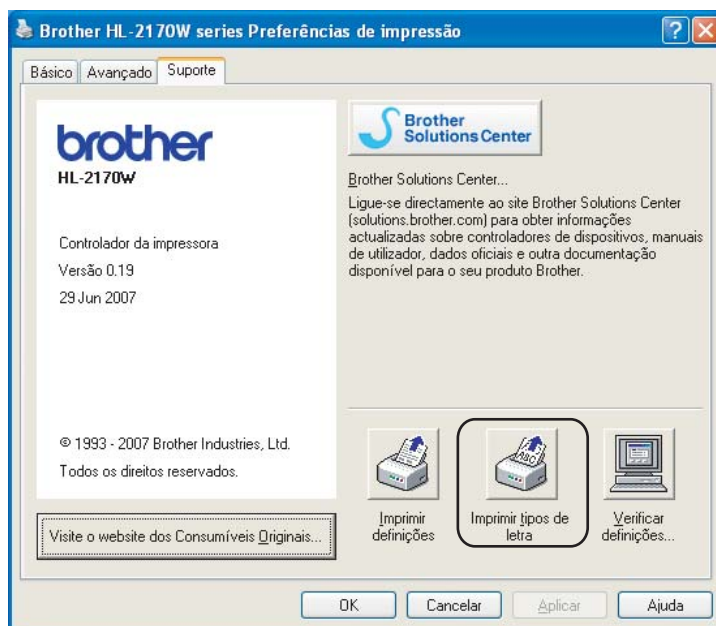 Brother HL-2170W series Preferências de impressão
Básico
Avançado
Suporte
brother
HL-2170W
Controlador da impressora
Versão 0.19
29 Jun 2007
© 1993 - 2007 Brother Industries, Ltd.
Todos os direitos reservados.
Visite o website dos Consumíveis Originais...
Brother
Solutions Center
Brother Solutions Center...
Ligue-se directamente ao site Brother Solutions Center
(solutions.brother.com) para obter informações
actualizadas sobre controladores de dispositivos, manuais
de utilizador, dados oficiais e outra documentação
disponível para o seu produto Brother.
Imprimir
definições
ABC
Imprimir tipos de
letra
Verificar
definições...
OK
Cancelar
Aplicar
Ajuda